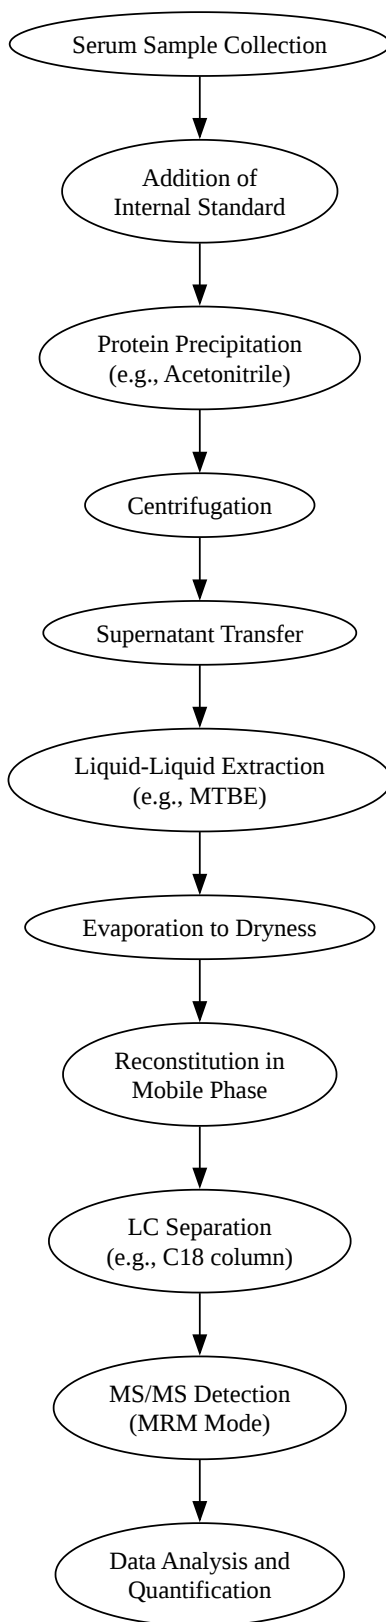 Serum Sample Collection
Addition of
Internal Standard
Protein Precipitation
(e.g., Acetonitrile)
Centrifugation
Supernatant Transfer
Liquid-Liquid Extraction
(e.g., MTBE)
Evaporation to Dryness
Reconstitution in
Mobile Phase
LC Separation
(e.g., C18 column)
MS/MS Detection
(MRM Mode)
Data Analysis and
Quantification